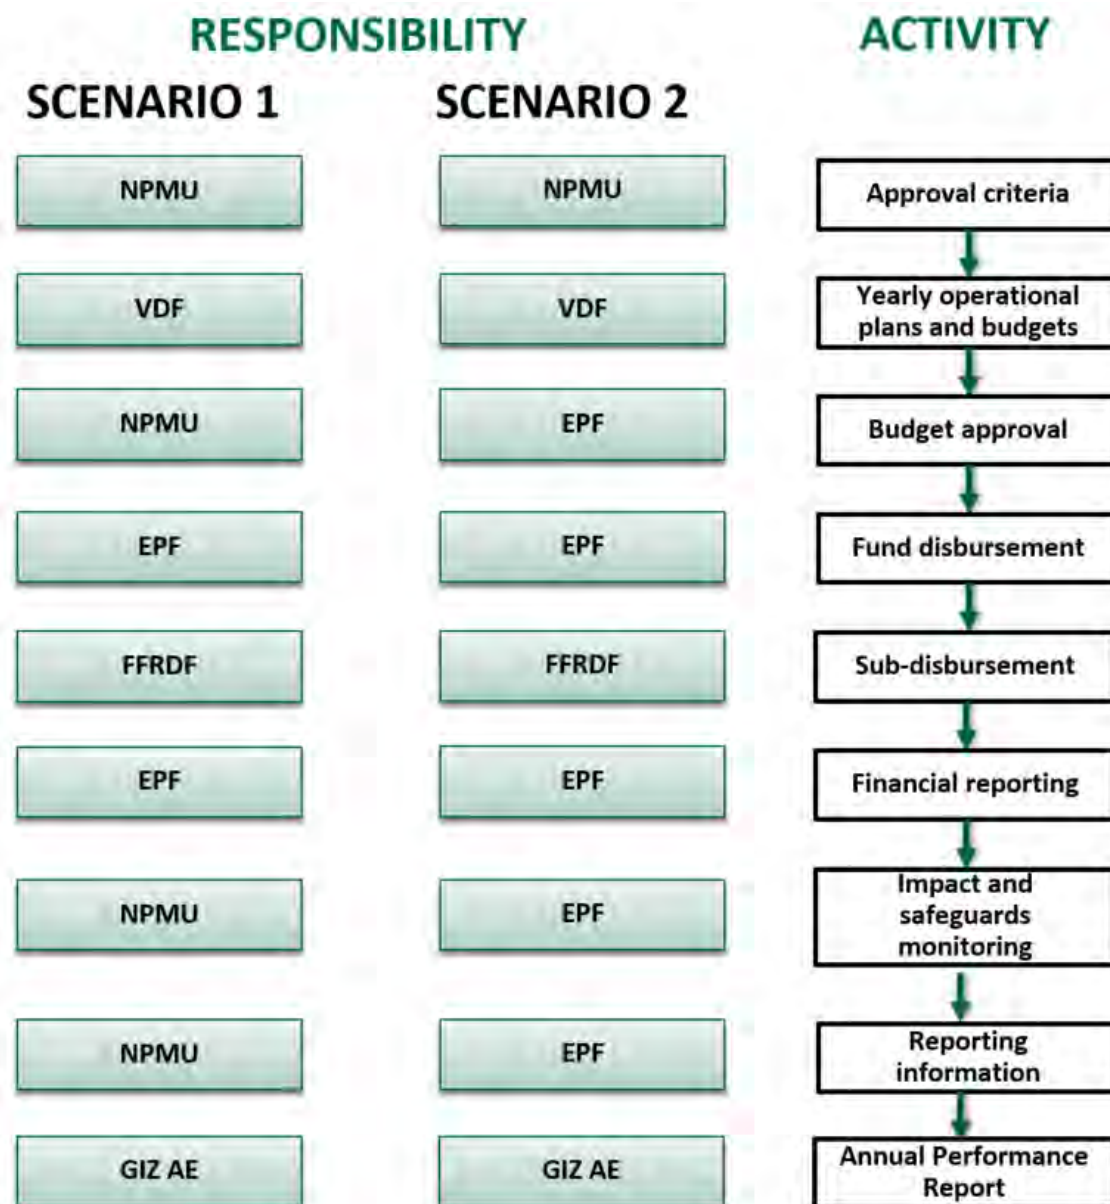 RESPONSIBILITY
ACTIVITY
SCENARIO 1
SCENARIO 2
NPMU
NPMU
Approval criteria
VDF
VDF
Yearly operational
plans and budgets
NPMU
EPF
Budget approval
EPF
EPF
Fund disbursement
FFRDF
FFRDF
Sub-disbursement
EPF
EPF
Financial reporting
NPMU
EPF
Impact and
safeguards
monitoring
NPMU
EPF
Reporting
information
GIZ AE
GIZ AE
Annual Performance
Report